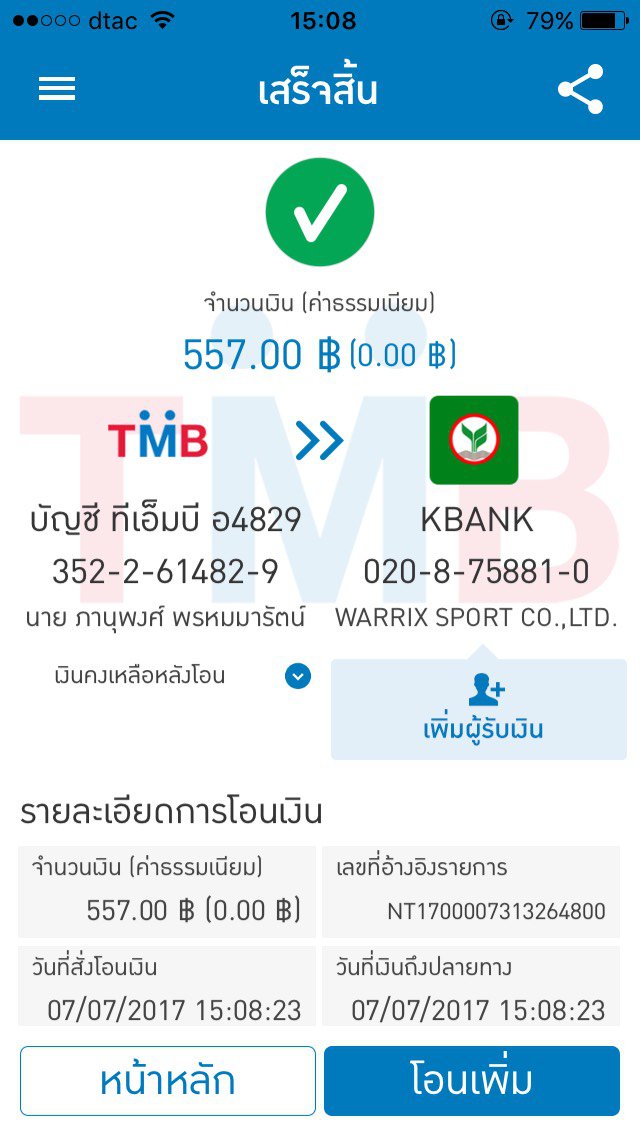 dtac 15:08 79%
เสร็จสิ้น
จำนวนเงิน (ค่าธรรมเนียม)
557.00 ฿ (0.00 ฿)
TMB
บัญชี ทีเอ็มบี อ4829 KBANK
352-2-61482-9 020-8-75881-0
นาย ภานุพงศ์ พรหมมารัตน์ WARRIX SPORT CO.,LTD.
เงินคงเหลือหลังโอน
เพิ่มผู้รับเงิน
รายละเอียดการโอนเงิน
จำนวนเงิน (ค่าธรรมเนียม) เลขที่อ้างอิงรายการ
557.00 ฿ (0.00 ฿) NT1700007313264800
วันที่สั่งโอนเงิน วันที่เงินถึงปลายทาง
07/07/2017 15:08:23 07/07/2017 15:08:23
หน้าหลัก โอนเพิ่ม